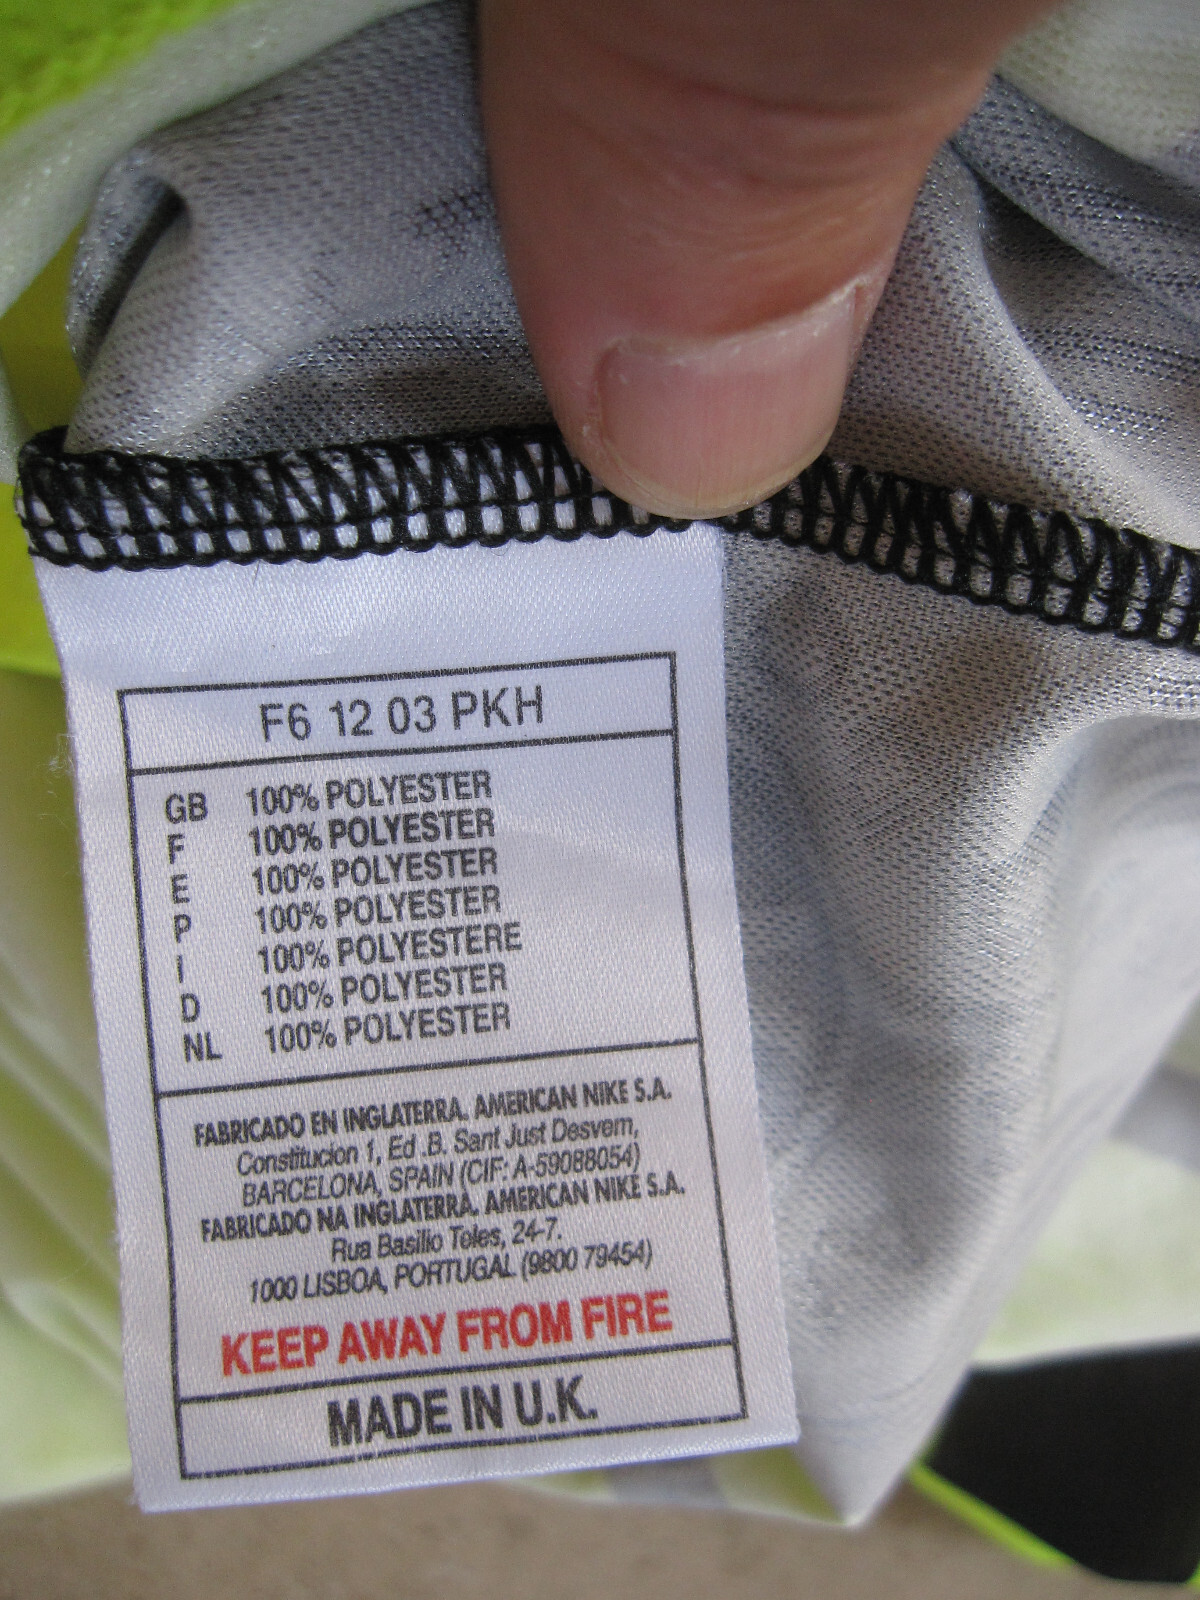 F6 12 03 PKH
GB 100% POLYESTER
F 100% POLYESTER
E 100% POLYESTER
P 100% POLYESTER
I 100% POLYESTERE
D 100% POLYESTER
NL 100% POLYESTER
FABRICADO EN INGLATERRA. AMERICAN NIKE S.A.
Constitucion 1, Ed .B. Sant Just Desvern,
BARCELONA, SPAIN (CIF: A-59088054)
FABRICADO NA INGLATERRA. AMERICAN NIKE S.A.
Rua Basilio Teles, 24-7.
1000 LISBOA, PORTUGAL (9800 79454)
KEEP AWAY FROM FIRE
MADE IN U.K.